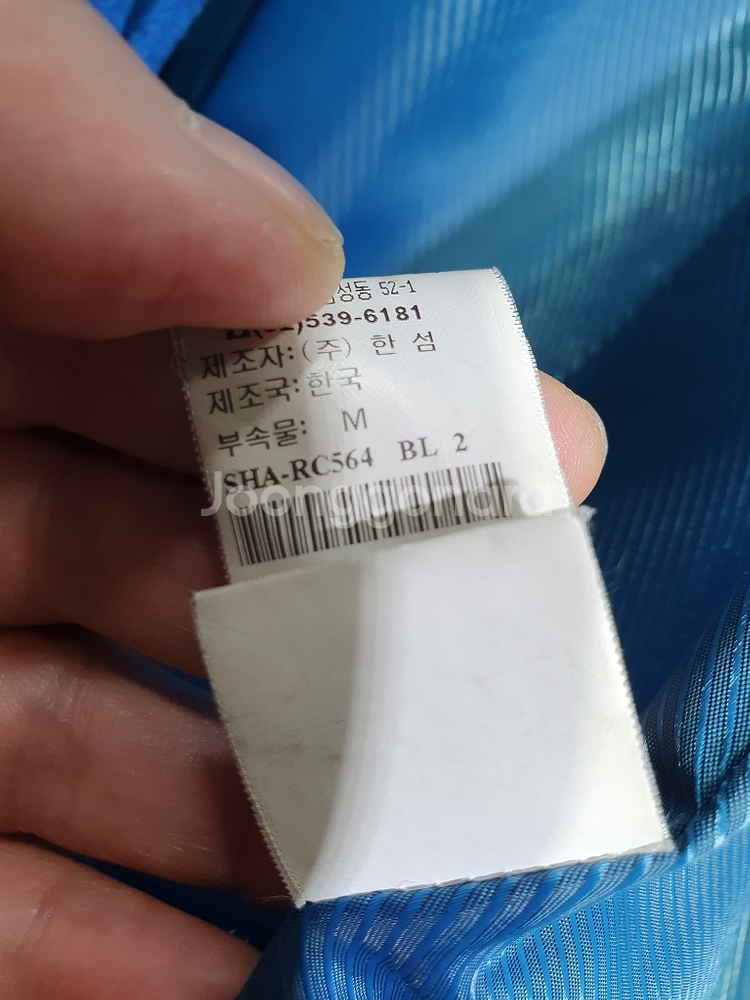 성동 52-1
)539-6181
제조자:(주) 한 섬
제조국:한국
부속물: M
SHA-RC564 BL 2
Joonggonara